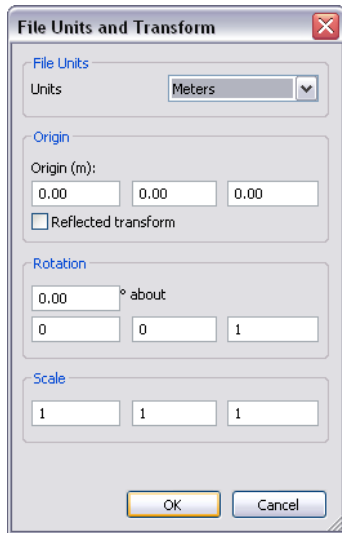 File Units and Transform
File Units
Units Meters
Origin
Origin (m):
0.00 0.00 0.00
Reflected transform
Rotation
0.00 ° about
0 0 1
Scale
1 1 1
OK Cancel